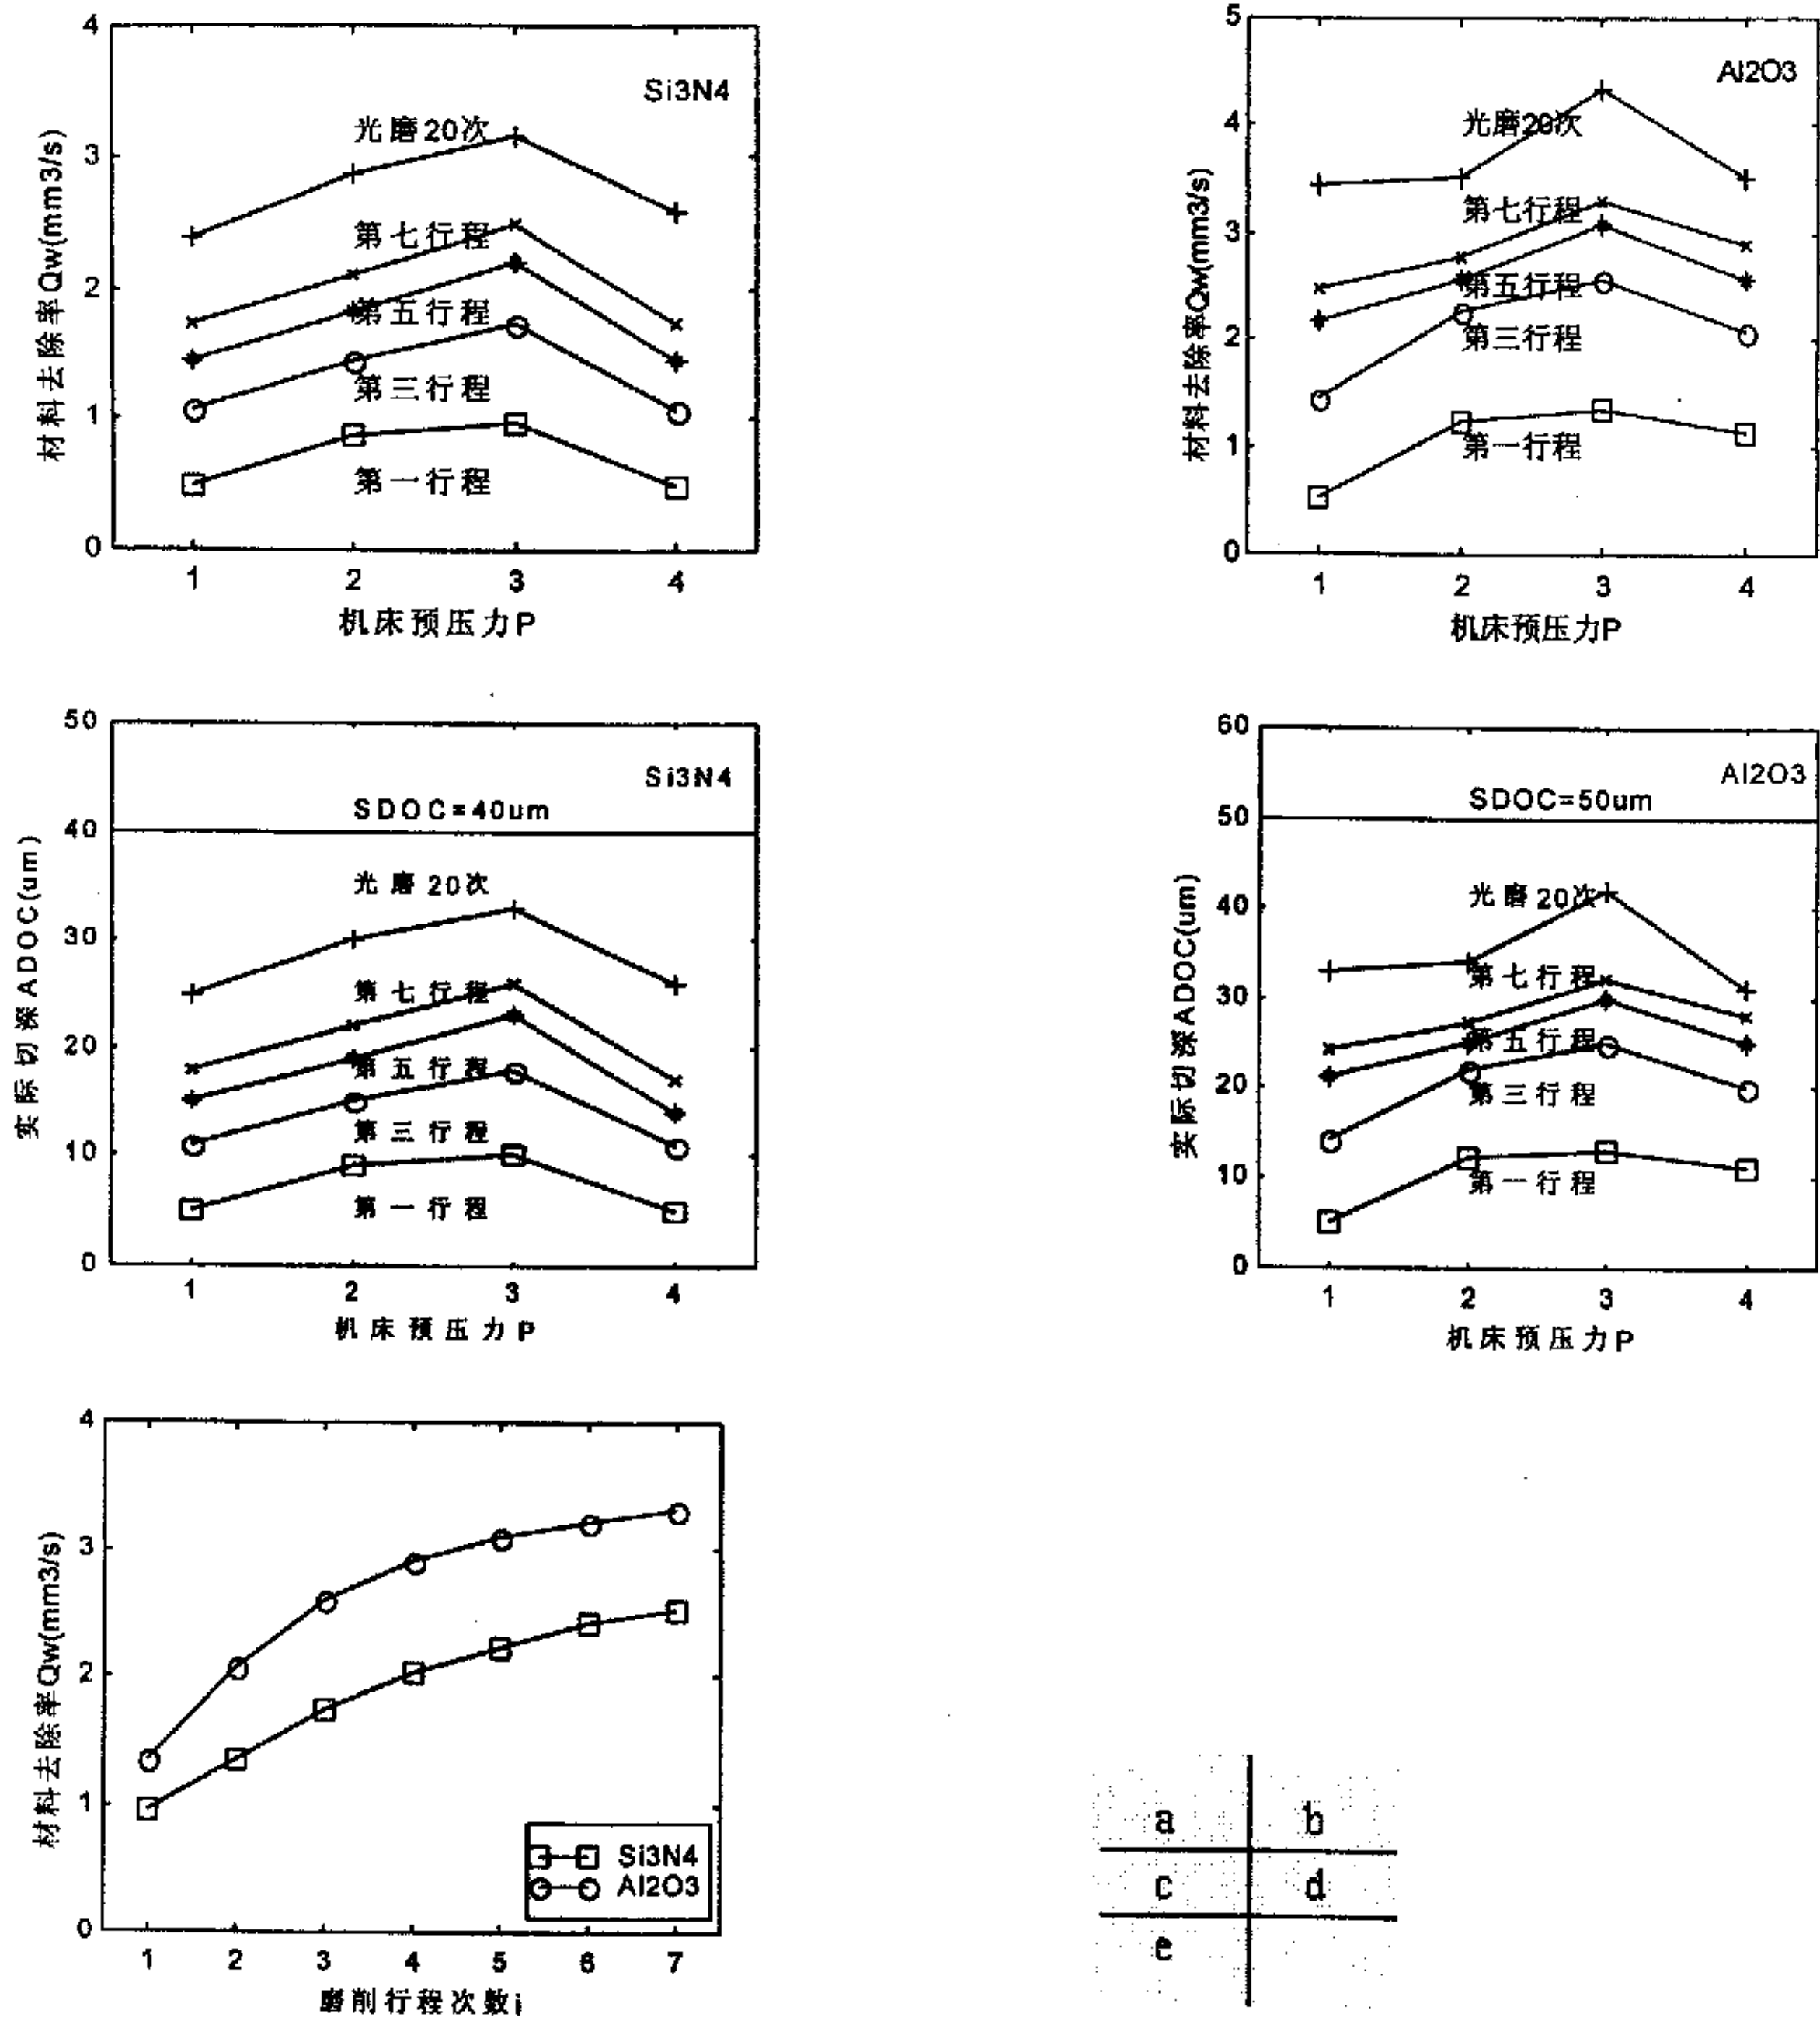 4
3
2
1
0
材料去除率Qw(mm3/s)
Si3N4
光磨20次
第七行程
第五行程
第三行程
第一行程
1 2 3 4
机床预压力P
5
4
3
2
1
0
材料去除率Qw(mm3/s)
Al2O3
光磨20次
第七行程
第五行程
第三行程
第一行程
1 2 3 4
机床预压力P
50
40
30
20
10
0
实际切深ADOC(um)
Si3N4
SDOC=40um
光磨20次
第七行程
第五行程
第三行程
第一行程
1 2 3 4
机床预压力P
60
50
40
30
20
10
0
实际切深ADOC(um)
Al2O3
SDOC=50um
光磨20次
第七行程
第五行程
第三行程
第一行程
1 2 3 4
机床预压力P
4
3
2
1
0
材料去除率Qw(mm3/s)
Si3N4
Al2O3
1 2 3 4 5 6 7
磨削行程次数i
a b
c d
e